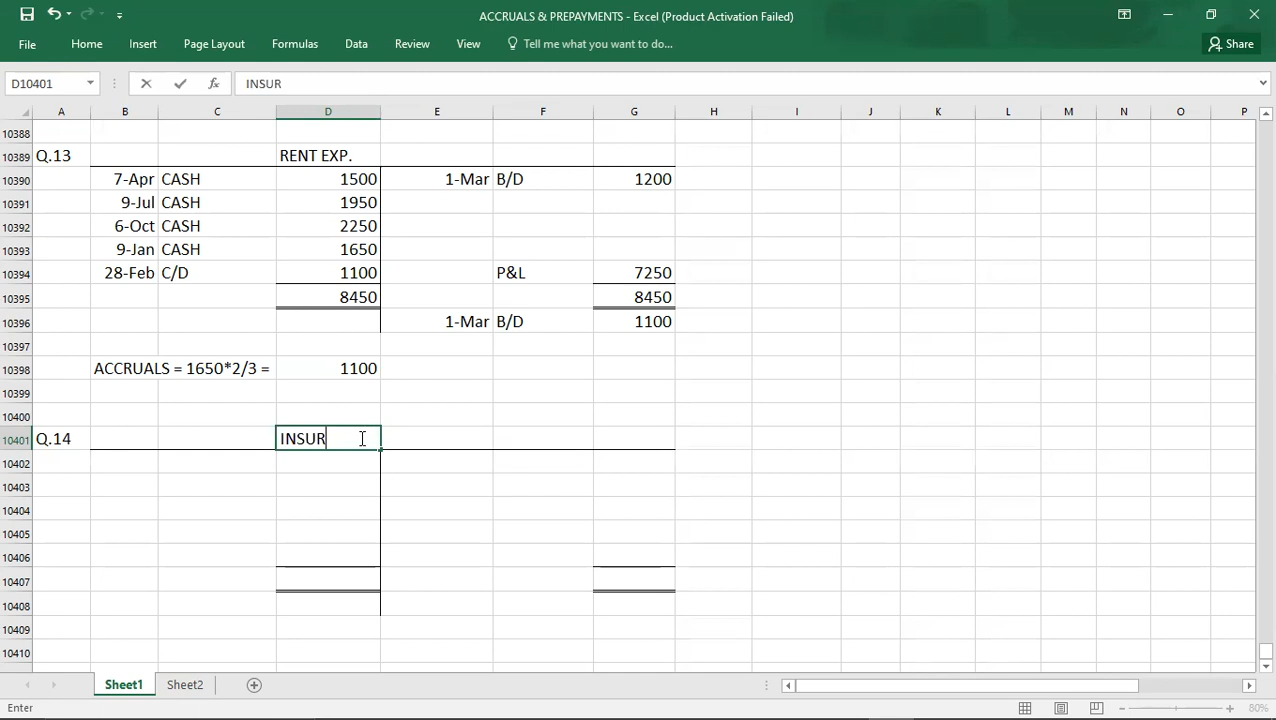 ACCRUALS & PREPAYMENTS - Excel (Product Activation Failed)
File Home Insert Page Layout Formulas Data Review View Tell me what you want to do... Share
D10401 fx INSUR
A B C D E F G H I J K L M N O P
10388
10389 Q.13 RENT EXP.
10390 7-Apr CASH 1500 1-Mar B/D 1200
10391 9-Jul CASH 1950
10392 6-Oct CASH 2250
10393 9-Jan CASH 1650
10394 28-Feb C/D 1100 P&L 7250
10395 8450 8450
10396 1-Mar B/D 1100
10397
10398 ACCRUALS = 1650*2/3 = 1100
10399
10400
10401 Q.14 INSUR
10402
10403
10404
10405
10406
10407
10408
10409
10410
Sheet1 Sheet2
Enter 80%